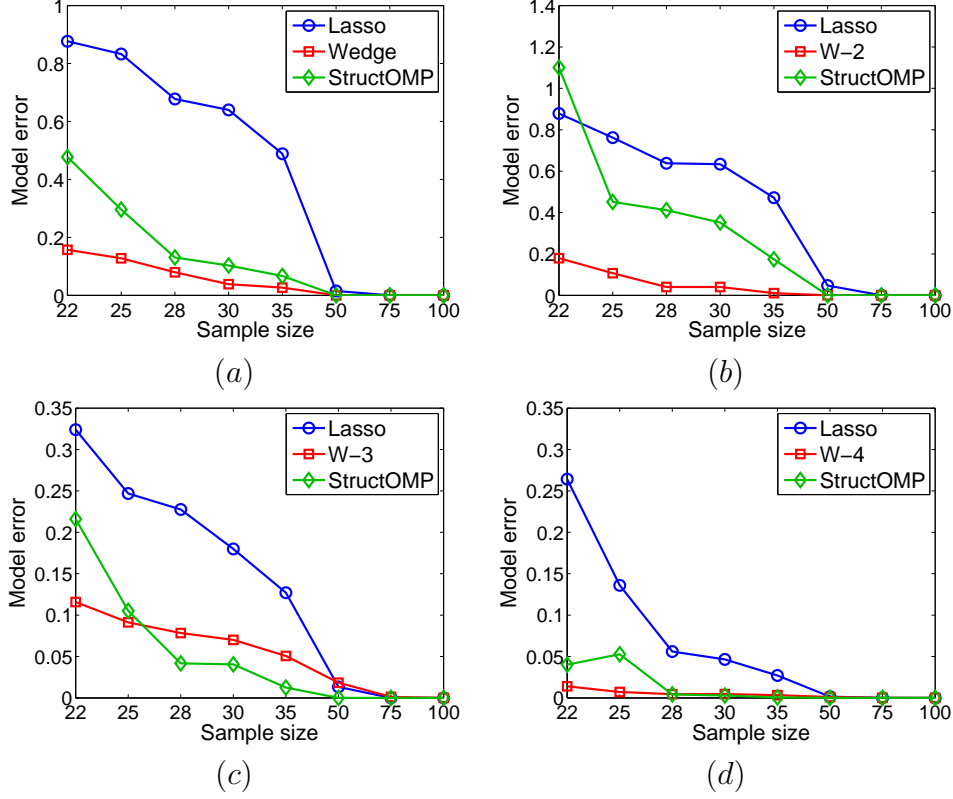 1
0.8
0.6
0.4
0.2
0
22 25 28 30 35 50 75 100
Sample size
Model error
Lasso
Wedge
StructOMP
(a)
1.4
1.2
1
0.8
0.6
0.4
0.2
0
22 25 28 30 35 50 75 100
Sample size
Model error
Lasso
W-2
StructOMP
(b)
0.35
0.3
0.25
0.2
0.15
0.1
0.05
0
22 25 28 30 35 50 75 100
Sample size
Model error
Lasso
W-3
StructOMP
(c)
0.35
0.3
0.25
0.2
0.15
0.1
0.05
0
22 25 28 30 35 50 75 100
Sample size
Model error
Lasso
W-4
StructOMP
(d)